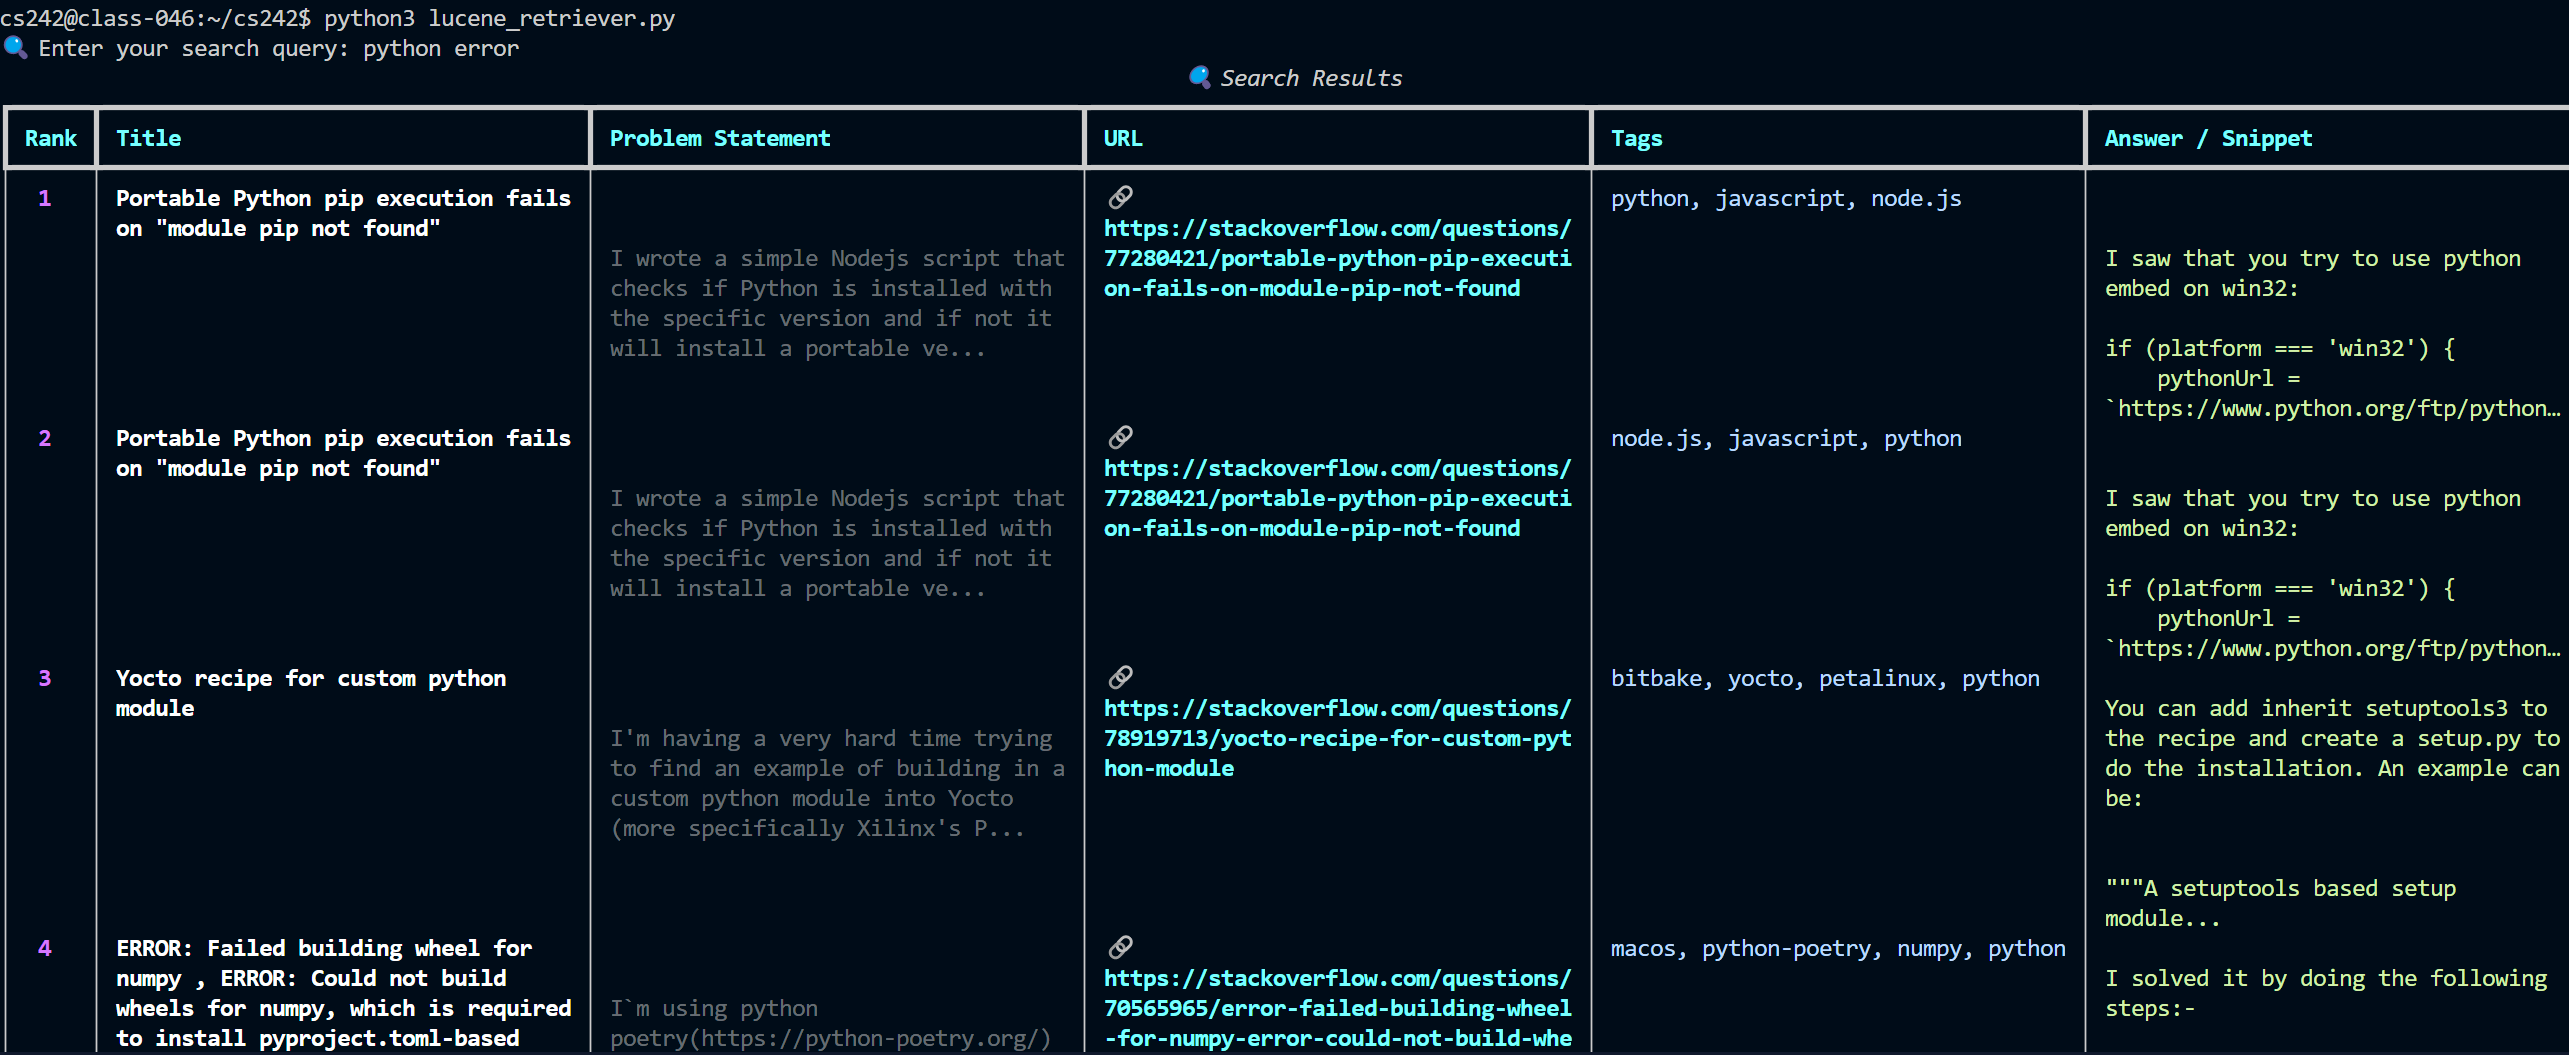 cs242@class-046:~/cs242$ python3 lucene_retriever.py
Enter your search query: python error
Search Results
Rank
Title
Problem Statement
URL
Tags
Answer / Snippet
1
Portable Python pip execution fails
on "module pip not found"
I wrote a simple Nodejs script that
checks if Python is installed with
the specific version and if not it
will install a portable ve...
https://stackoverflow.com/questions/
77280421/portable-python-pip-executi
on-fails-on-module-pip-not-found
python, javascript, node.js
I saw that you try to use python
embed on win32:
if (platform === 'win32') {
pythonUrl =
`https://www.python.org/ftp/python…
2
Portable Python pip execution fails
on "module pip not found"
I wrote a simple Nodejs script that
checks if Python is installed with
the specific version and if not it
will install a portable ve...
https://stackoverflow.com/questions/
77280421/portable-python-pip-executi
on-fails-on-module-pip-not-found
node.js, javascript, python
I saw that you try to use python
embed on win32:
if (platform === 'win32') {
pythonUrl =
`https://www.python.org/ftp/python…
3
Yocto recipe for custom python
module
I'm having a very hard time trying
to find an example of building in a
custom python module into Yocto
(more specifically Xilinx's P...
https://stackoverflow.com/questions/
78919713/yocto-recipe-for-custom-pyt
hon-module
bitbake, yocto, petalinux, python
You can add inherit setuptools3 to
the recipe and create a setup.py to
do the installation. An example can
be:
"""A setuptools based setup
module...
4
ERROR: Failed building wheel for
numpy , ERROR: Could not build
wheels for numpy, which is required
to install pyproject.toml-based
I`m using python
poetry(https://python-poetry.org/)
https://stackoverflow.com/questions/
70565965/error-failed-building-wheel
-for-numpy-error-could-not-build-whe
macos, python-poetry, numpy, python
I solved it by doing the following
steps:-